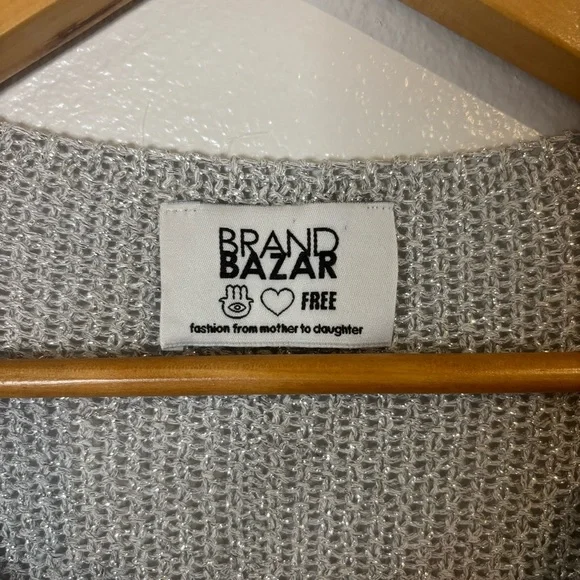 BRAND
BAZAR
FREE
fashion from mother to daughter